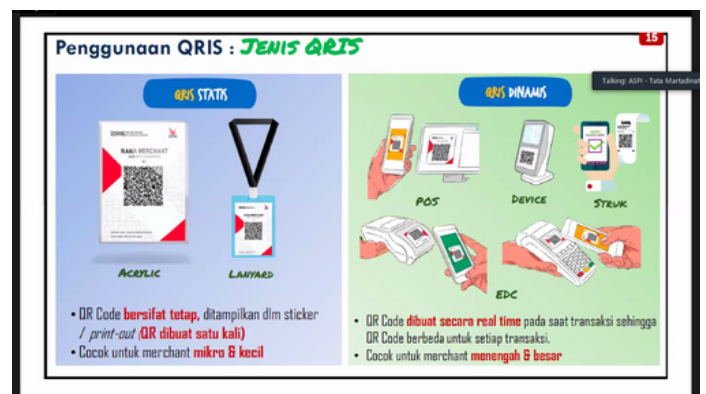 Penggunaan QRIS : JENIS QRIS
15
Talking: ASPI - Tata Martadinat
QRIS STATIS
NAMA MERCHANT
ACRYLIC
LANYARD
• QR Code bersifat tetap, ditampilkan dlm sticker
/ print-out (QR dibuat satu kali)
• Cocok untuk merchant mikro & kecil
QRIS DINAMIS
POS
DEVICE
STRUK
EDC
• QR Code dibuat secara real time pada saat transaksi sehingga
QR Code berbeda untuk setiap transaksi.
• Cocok untuk merchant menengah & besar